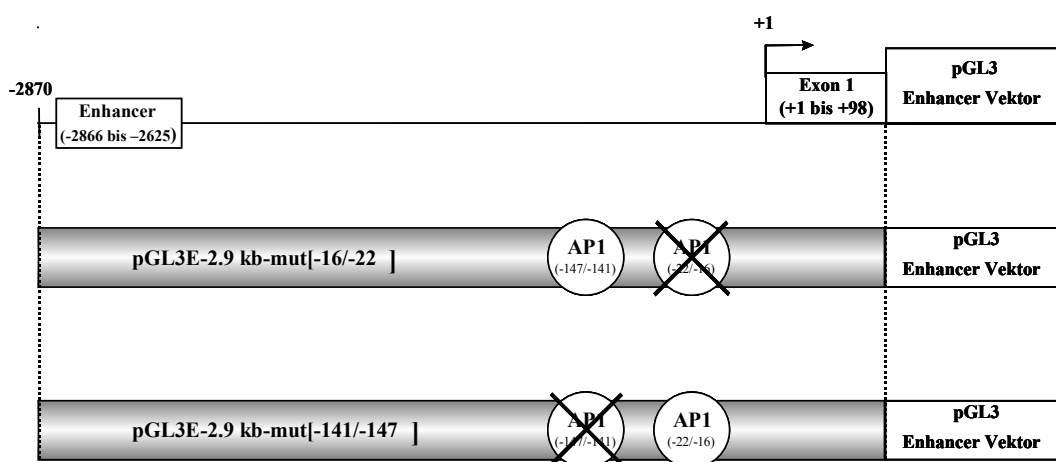 +1
-2870
Enhancer
(-2866 bis –2625)
Exon 1
(+1 bis +98)
pGL3
Enhancer Vektor
pGL3E-2.9 kb-mut[-16/-22 ]
AP1
(-147/-141)
AP1
(-22/-16)
pGL3
Enhancer Vektor
pGL3E-2.9 kb-mut[-141/-147 ]
AP1
(-147/-141)
AP1
(-22/-16)
pGL3
Enhancer Vektor